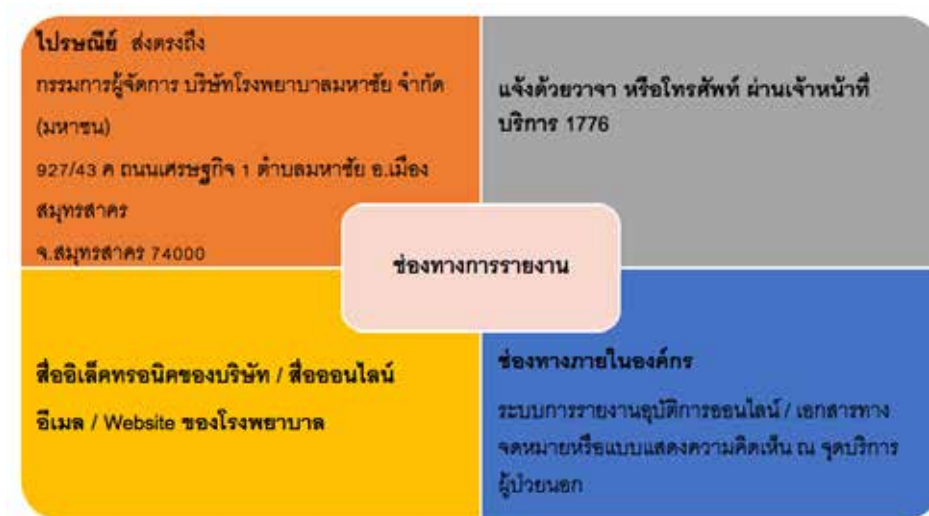 ไปรษณีย์ ส่งตรงถึง
กรรมการผู้จัดการ บริษัทโรงพยาบาลมหาชัย จำกัด
(มหาชน)
927/43 ค ถนนเศรษฐกิจ 1 ตำบลมหาชัย อ.เมือง
สมุทรสาคร
จ.สมุทรสาคร 74000
แจ้งด้วยวาจา หรือโทรศัพท์ ผ่านเจ้าหน้าที่
บริการ 1776
ช่องทางการรายงาน
สื่ออิเล็คทรอนิคของบริษัท / สื่อออนไลน์
อีเมล / Website ของโรงพยาบาล
ช่องทางภายในองค์กร
ระบบการรายงานอุบัติการออนไลน์ / เอกสารทาง
จดหมายหรือแบบแสดงความคิดเห็น ณ จุดบริการ
ผู้ป่วยนอก